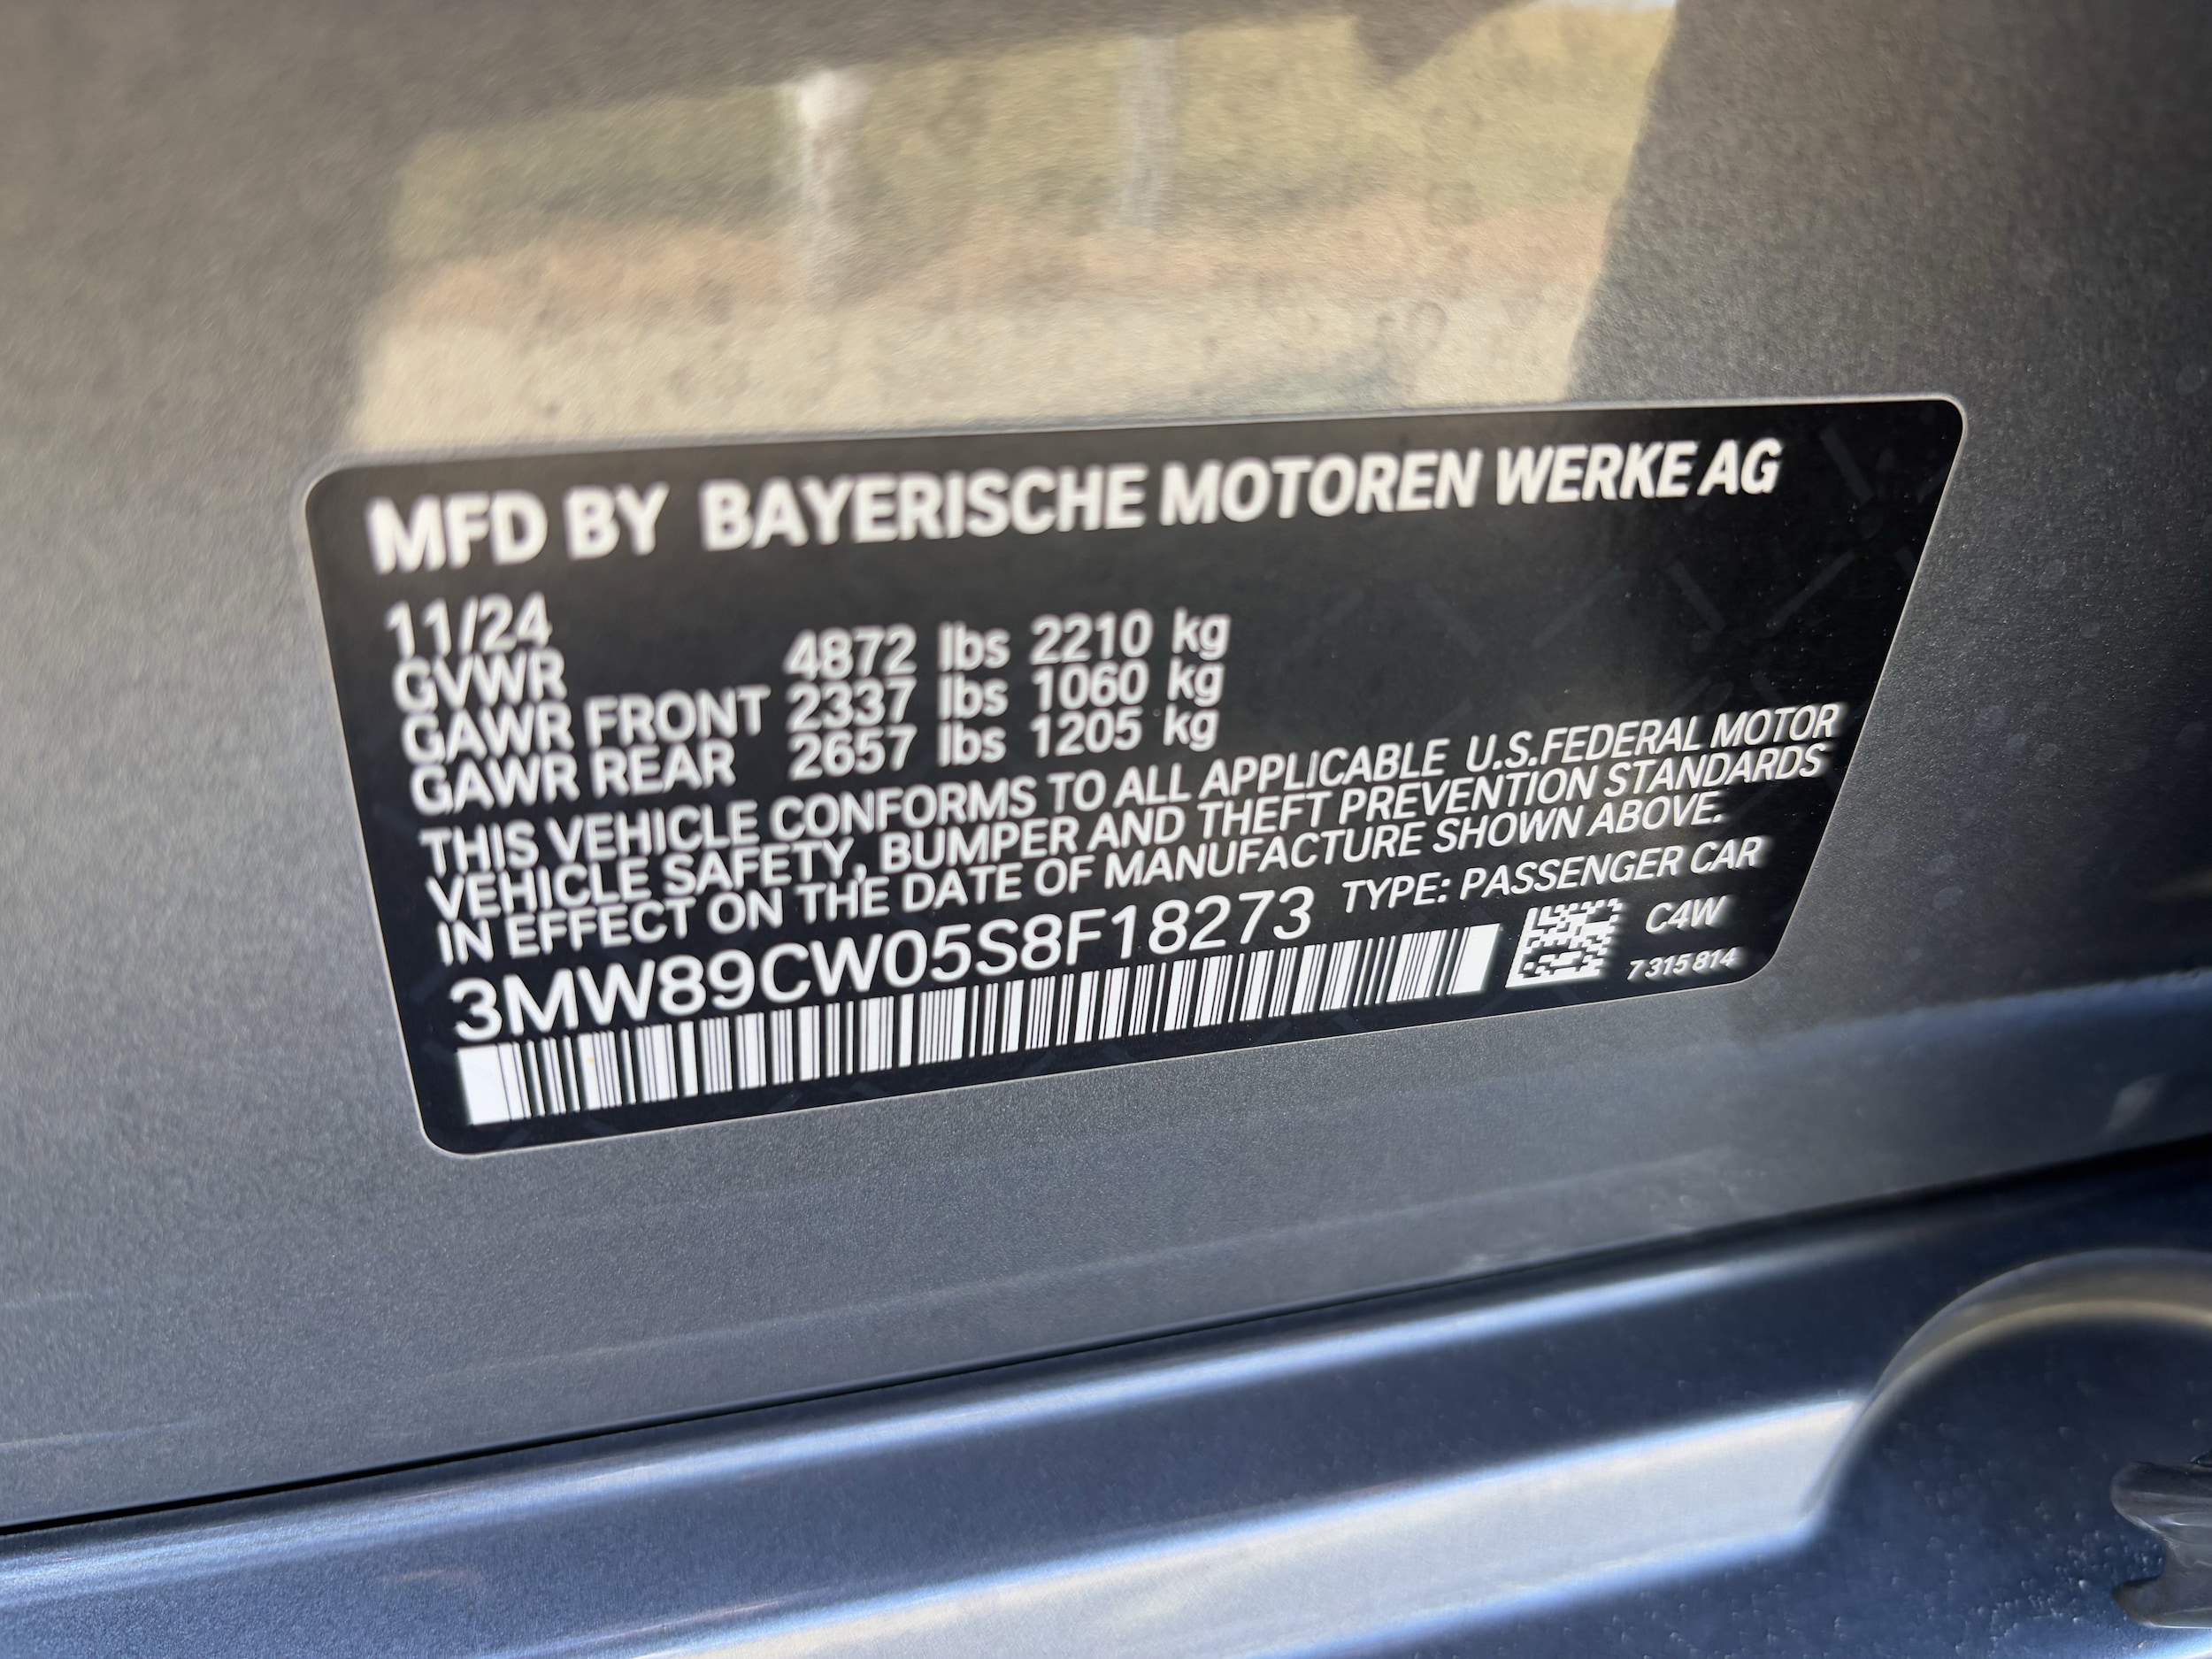 MFD BY BAYERISCHE MOTOREN WERKE AG
11/24
GVWR 4872 lbs 2210 kg
GAWR FRONT 2337 lbs 1060 kg
GAWR REAR 2657 lbs 1205 kg
THIS VEHICLE CONFORMS TO ALL APPLICABLE U.S.FEDERAL MOTOR
VEHICLE SAFETY, BUMPER AND THEFT PREVENTION STANDARDS
IN EFFECT ON THE DATE OF MANUFACTURE SHOWN ABOVE.
3MW89CW05S8F18273 TYPE: PASSENGER CAR
C4W
7 315 814